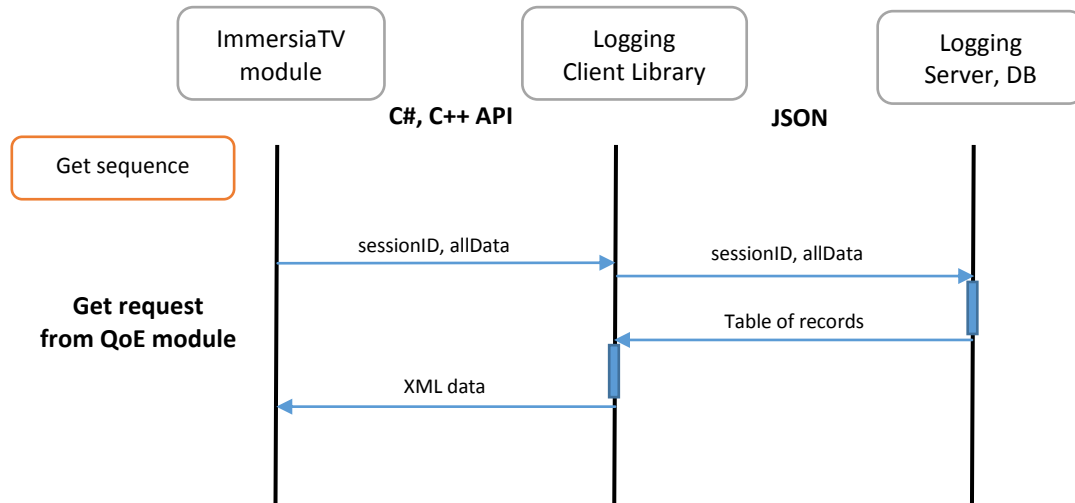 ImmersiaTV
module
Logging
Client Library
Logging
Server, DB
C#, C++ API
JSON
Get sequence
sessionID, allData
sessionID, allData
Get request
from QoE module
Table of records
XML data